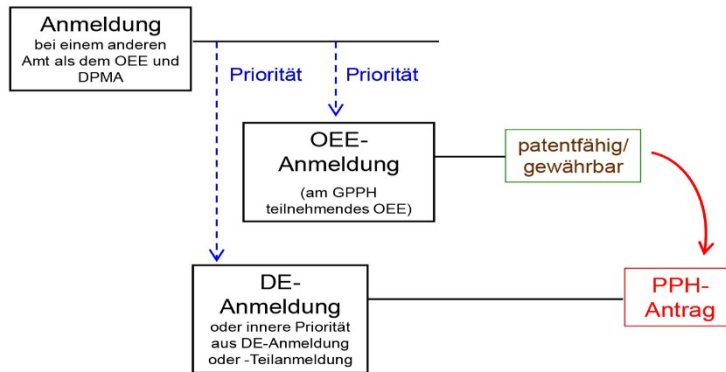 Anmeldung
bei einem anderen
Amt als dem OEE und
DPMA
Priorität
Priorität
OEE-
Anmeldung
(am GPPH
teilnehmendes OEE)
patentfähig/
gewährbar
DE-
Anmeldung
oder innere Priorität
aus DE-Anmeldung
oder -Teilanmeldung
PPH-
Antrag